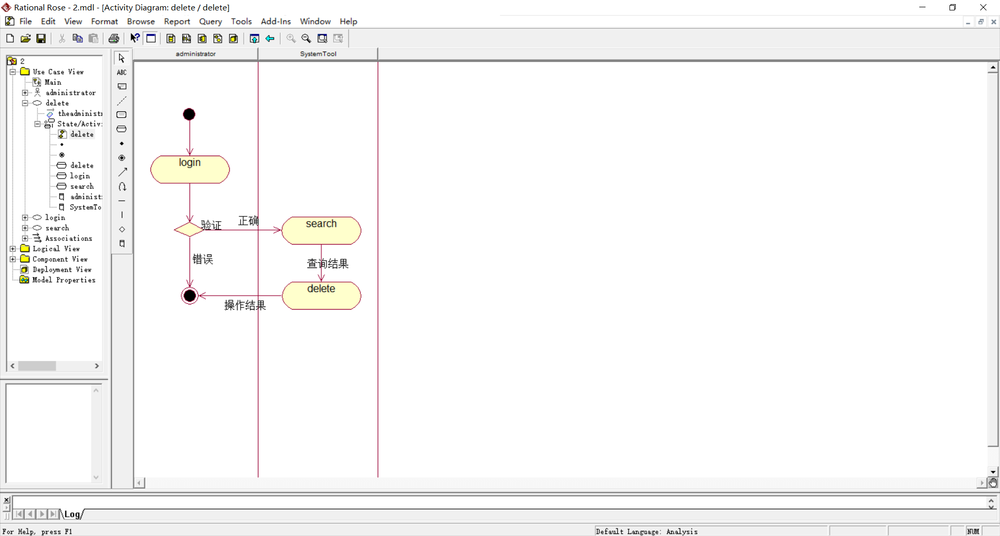 Rational Rose - 2.mdl - [Activity Diagram: delete / delete]
File Edit View Format Browse Report Query Tools Add-Ins Window Help
administrator SystemTool
ABC
2
Use Case View
Main
administrator
delete
theadminist
State/Activ
delete
delete
login
search
administ
SystemTo
login
search
Associations
Logical View
Component View
Deployment View
Model Properties
login
验证 正确
search
错误
查询结果
delete
操作结果
Log
For Help, press F1 Default Language: Analysis NUM